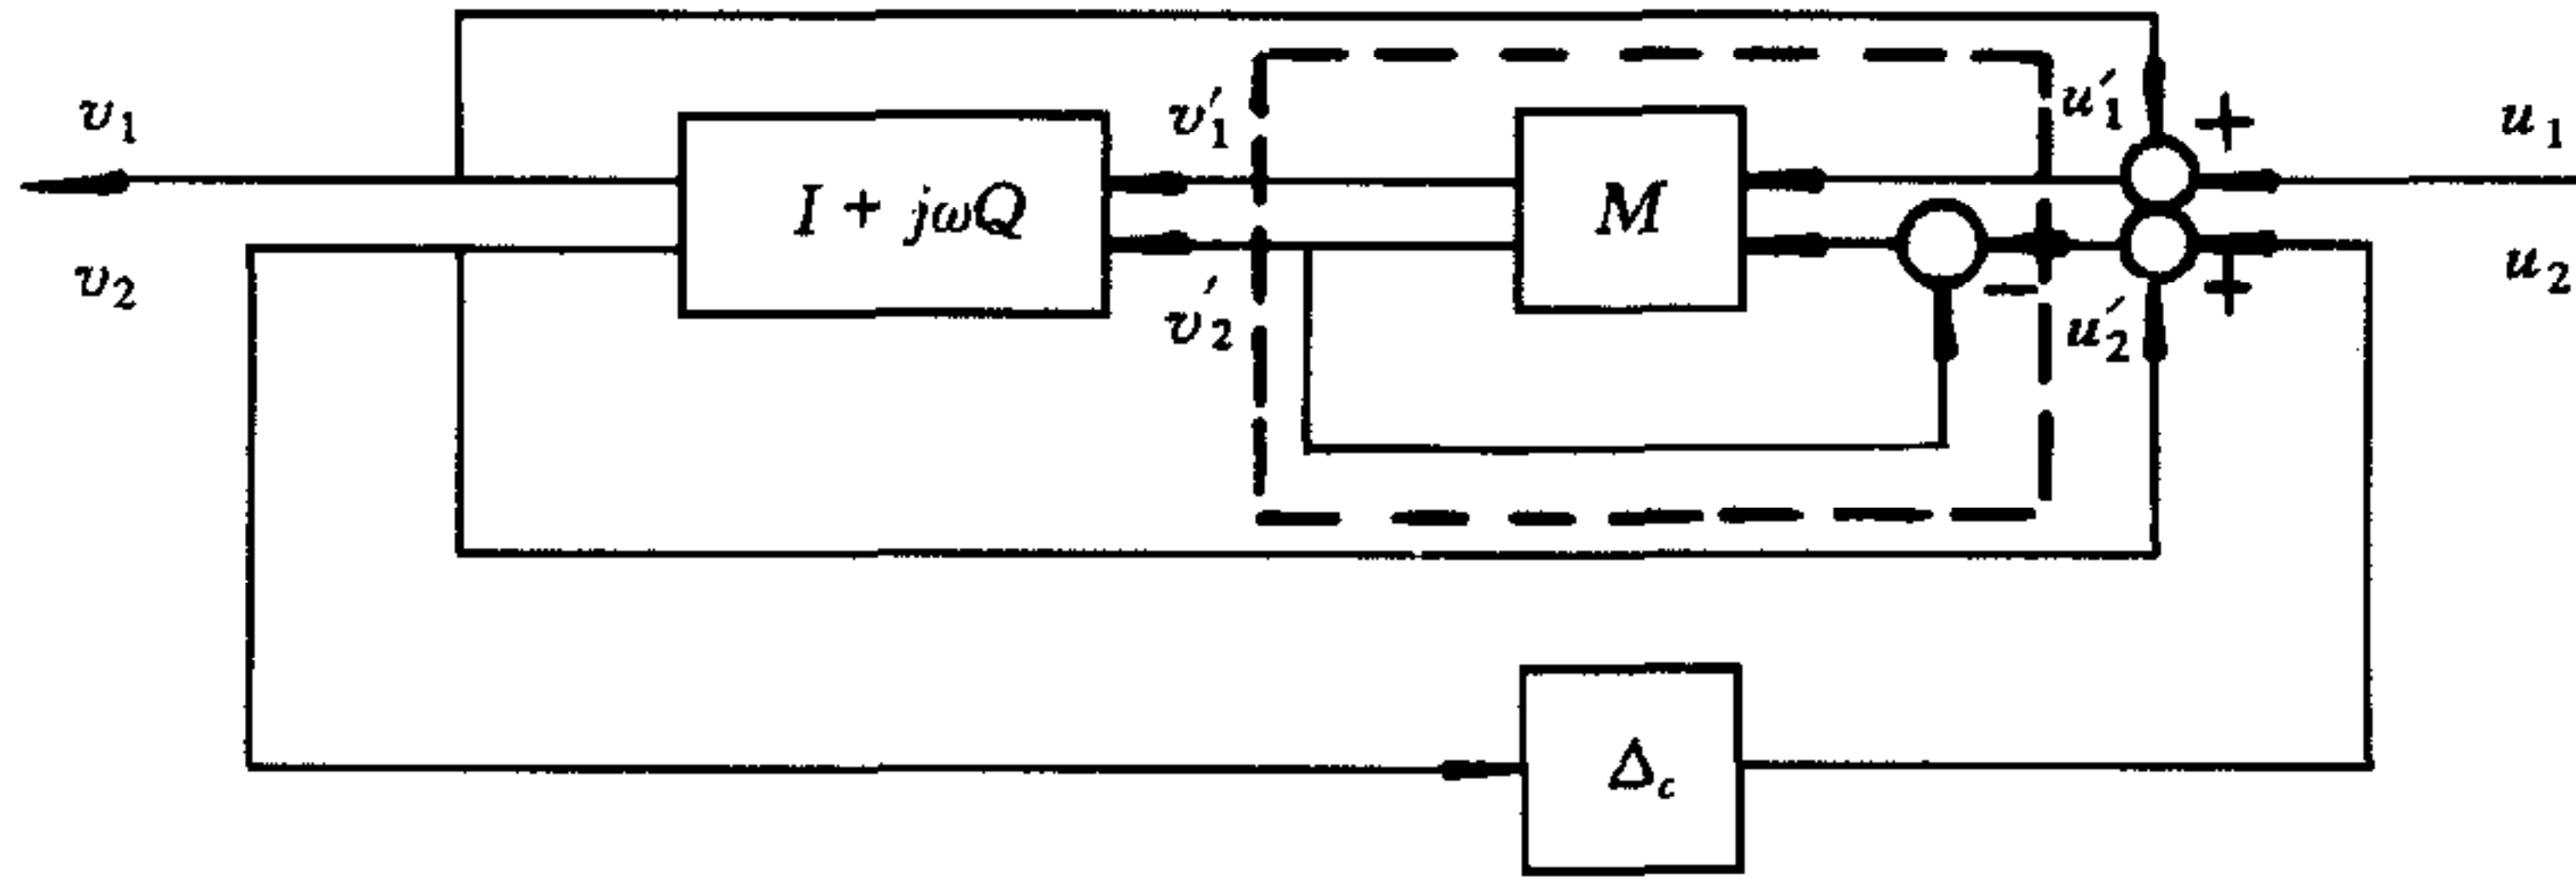 v₁
v₂
I + jωQ
v′₁
v′₂
M
−
u′₁
u′₂
+
+
u₁
u₂
Δc